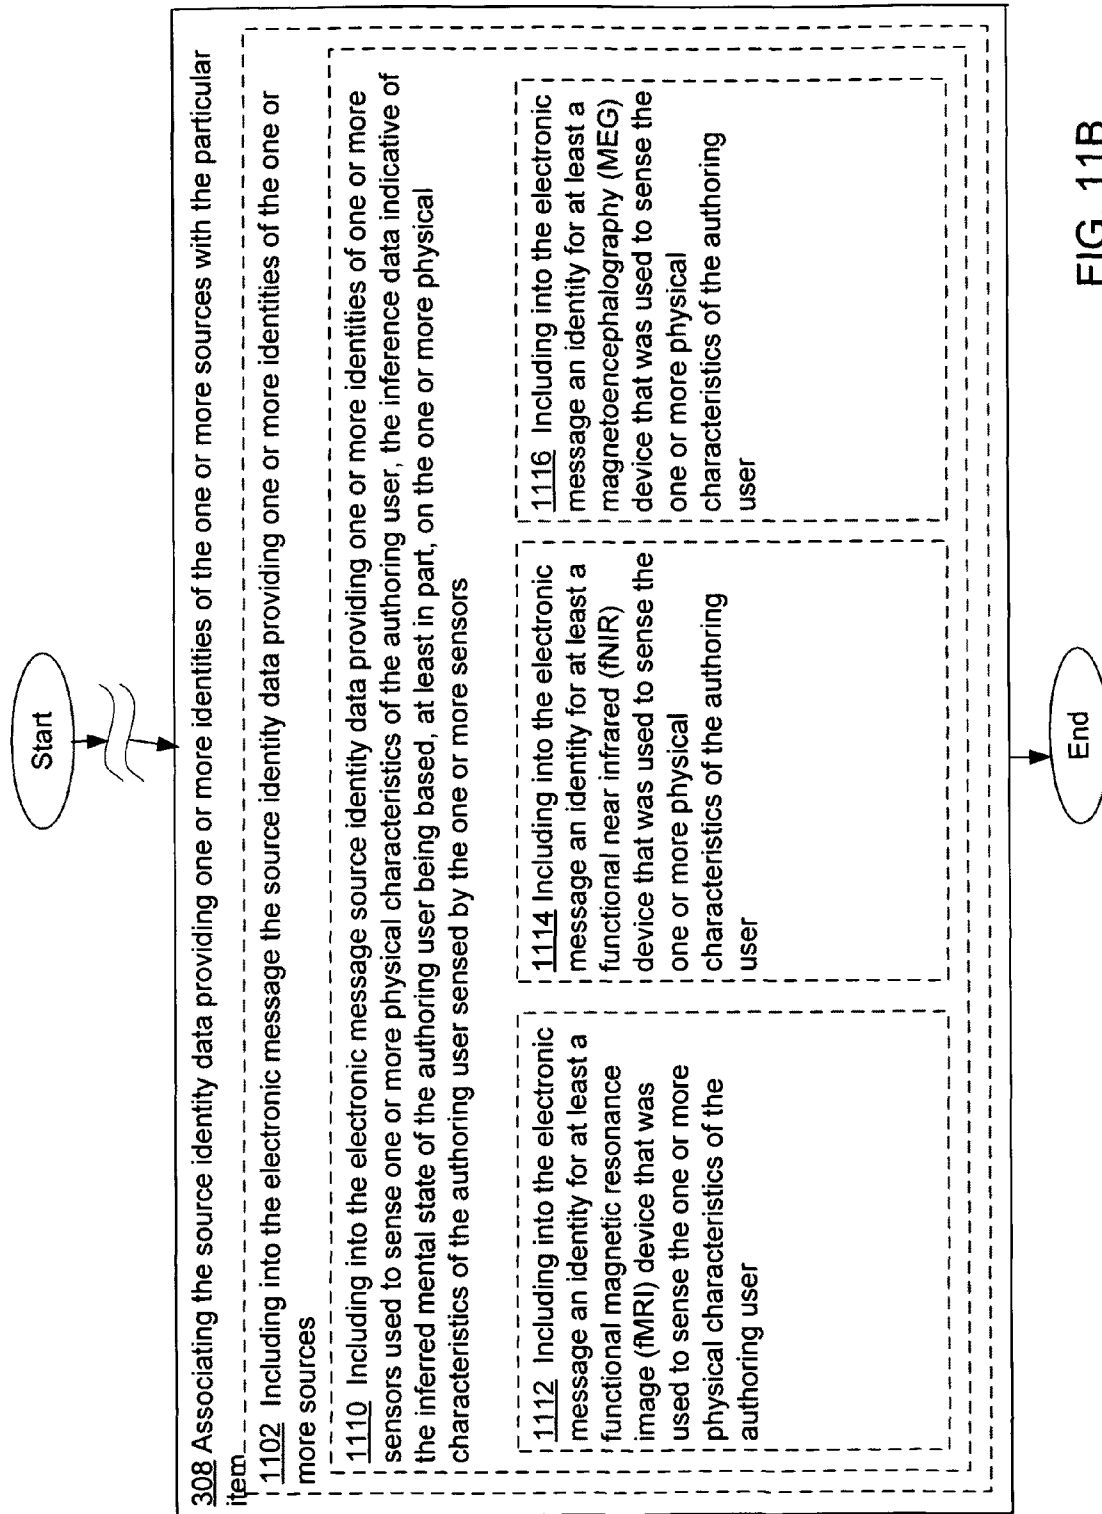 Start
308 Associating the source identity data providing one or more identities of the one or more sources with the particular
item
1102 Including into the electronic message the source identity data providing one or more identities of the one or
more sources
1110 Including into the electronic message source identity data providing one or more identities of one or more
sensors used to sense one or more physical characteristics of the authoring user, the inference data indicative of
the inferred mental state of the authoring user being based, at least in part, on the one or more physical
characteristics of the authoring user sensed by the one or more sensors
1112 Including into the electronic
message an identity for at least a
functional magnetic resonance
image (fMRI) device that was
used to sense the one or more
physical characteristics of the
authoring user
1114 Including into the electronic
message an identity for at least a
functional near infrared (fNIR)
device that was used to sense the
one or more physical
characteristics of the authoring
user
1116 Including into the electronic
message an identity for at least a
magnetoencephalography (MEG)
device that was used to sense the
one or more physical
characteristics of the authoring
user
End
FIG. 11B